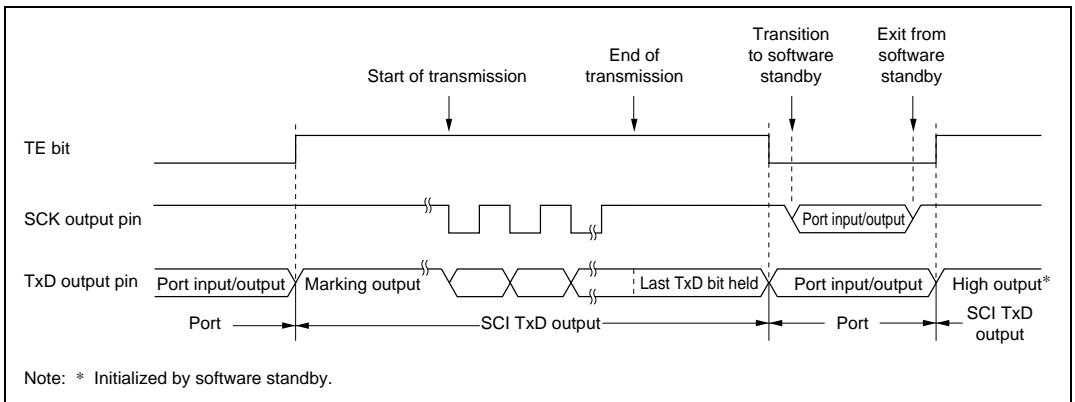 Start of transmission
End of
transmission
Transition
to software
standby
Exit from
software
standby
TE bit
SCK output pin
Port input/output
TxD output pin
Port input/output
Marking output
Last TxD bit held
Port input/output
High output*
Port
SCI TxD output
Port
SCI TxD
output
Note: * Initialized by software standby.